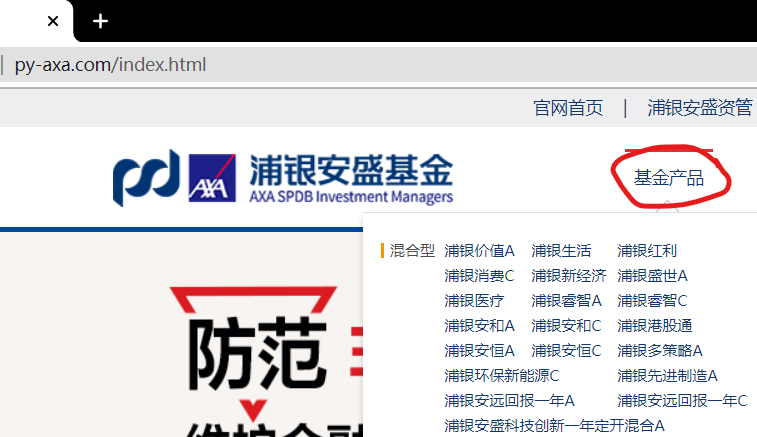 py-axa.com/index.html
官网首页 | 浦银安盛资管
浦银安盛基金
AXA SPDB Investment Managers
AXA
基金产品
混合型 浦银价值A 浦银生活 浦银红利
浦银消费C 浦银新经济 浦银盛世A
浦银医疗 浦银睿智A 浦银睿智C
浦银安和A 浦银安和C 浦银港股通
浦银安恒A 浦银安恒C 浦银多策略A
浦银环保新能源C 浦银先进制造A
浦银安远回报一年A 浦银安远回报一年C
浦银安盛科技创新一年定开混合A
防范